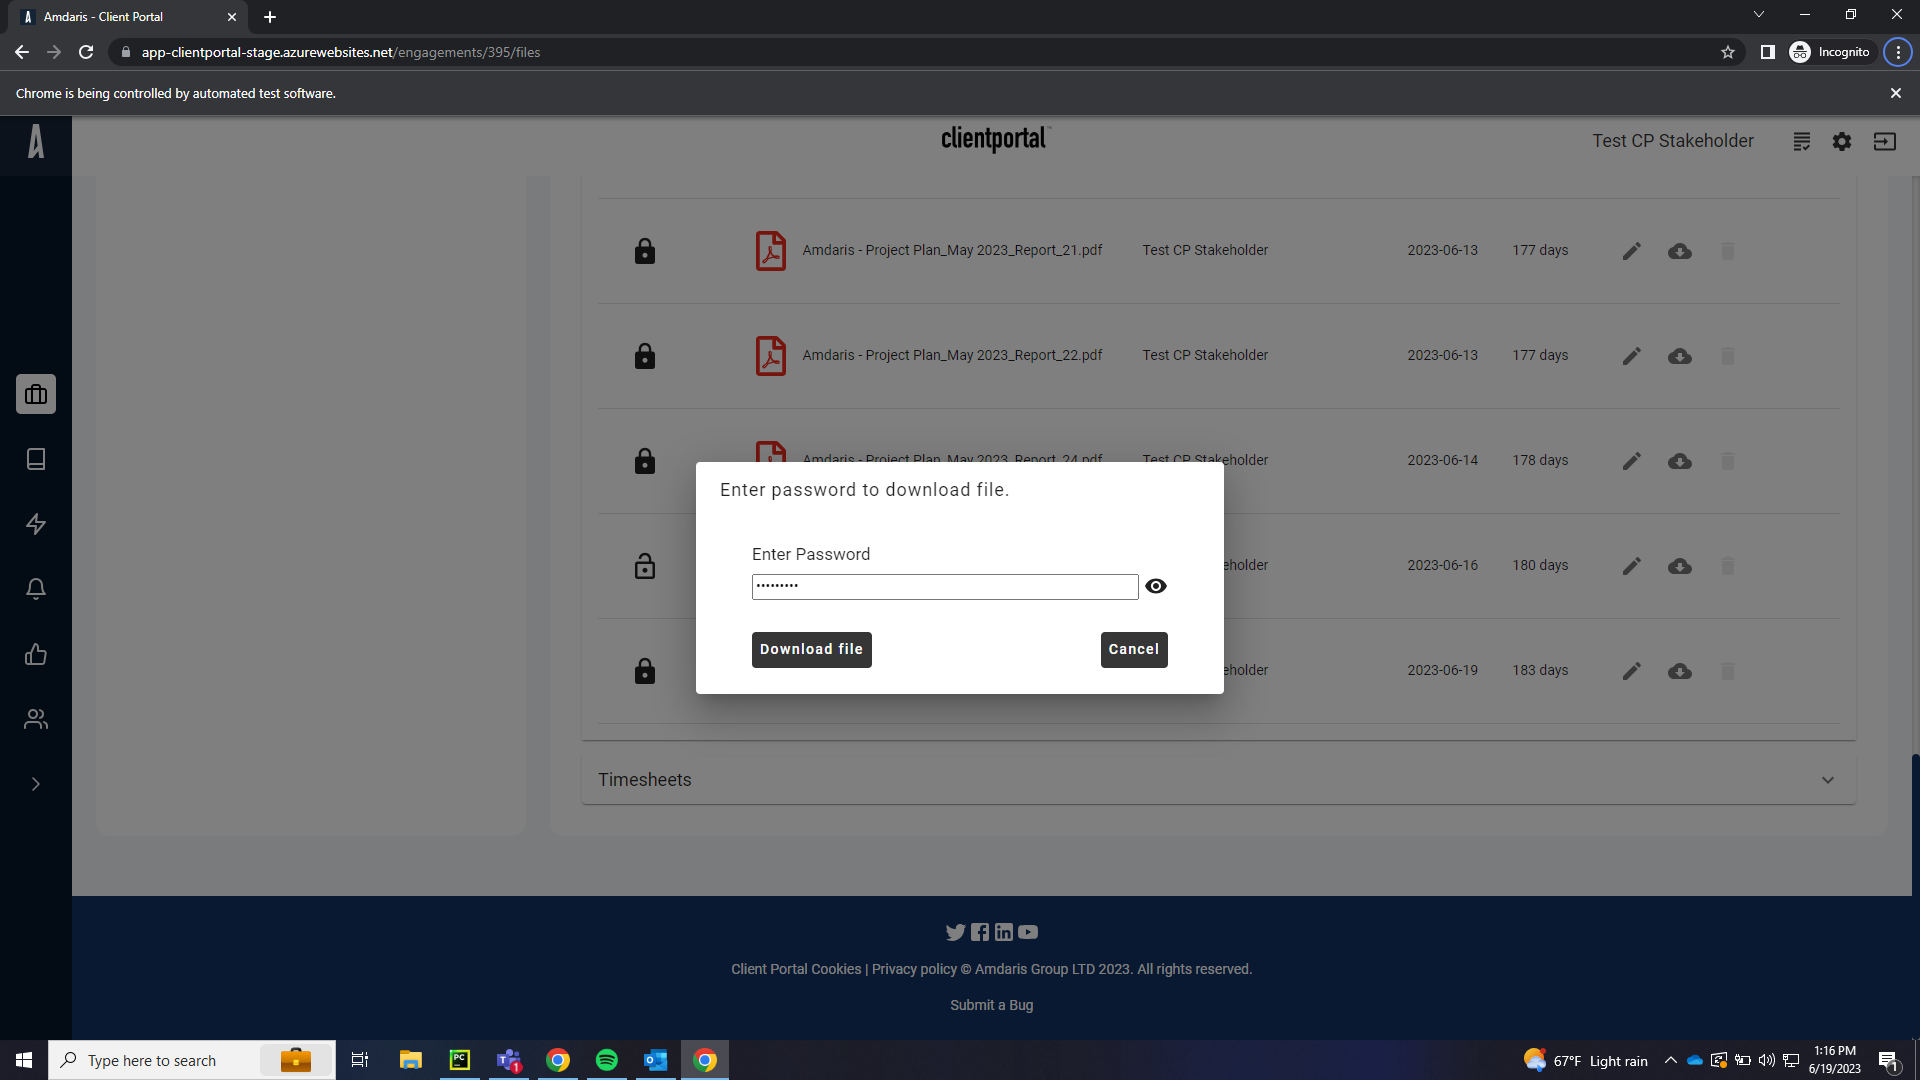 Amdaris - Client Portal
app-clientportal-stage.azurewebsites.net/engagements/395/files
Incognito
Chrome is being controlled by automated test software.
clientportal
Test CP Stakeholder
Amdaris - Project Plan_May 2023_Report_21.pdf Test CP Stakeholder 2023-06-13 177 days
Amdaris - Project Plan_May 2023_Report_22.pdf Test CP Stakeholder 2023-06-13 177 days
Amdaris - Project Plan_May 2023_Report_24.pdf Test CP Stakeholder 2023-06-14 178 days
Enter password to download file.
Enter Password
eholder 2023-06-16 180 days
•••••••••
Download file
Cancel
eholder 2023-06-19 183 days
Timesheets
Client Portal Cookies | Privacy policy © Amdaris Group LTD 2023. All rights reserved.
Submit a Bug
Type here to search
PC
T
1
67°F Light rain
1:16 PM
6/19/2023
1